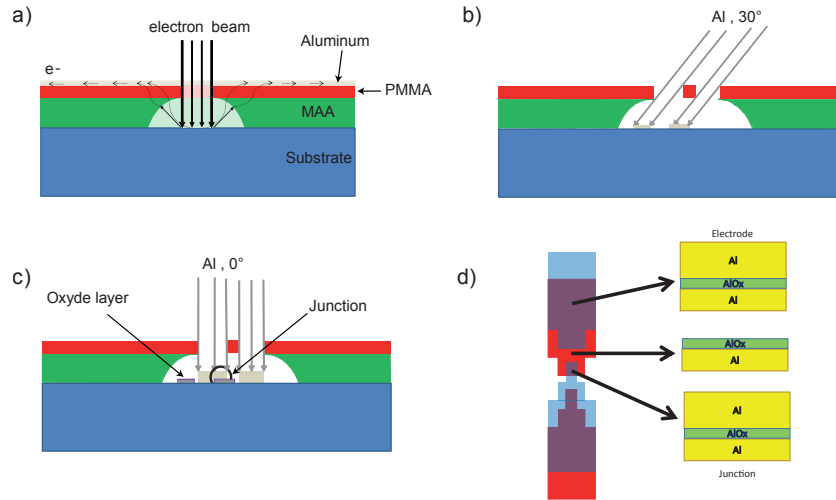 a)
electron beam
Aluminum
e-
PMMA
MAA
Substrate
b)
Al , 30°
c)
Al , 0°
Oxyde layer
Junction
d)
Electrode
Al
AlOx
Al
AlOx
Al
Al
AlOx
Al
Junction